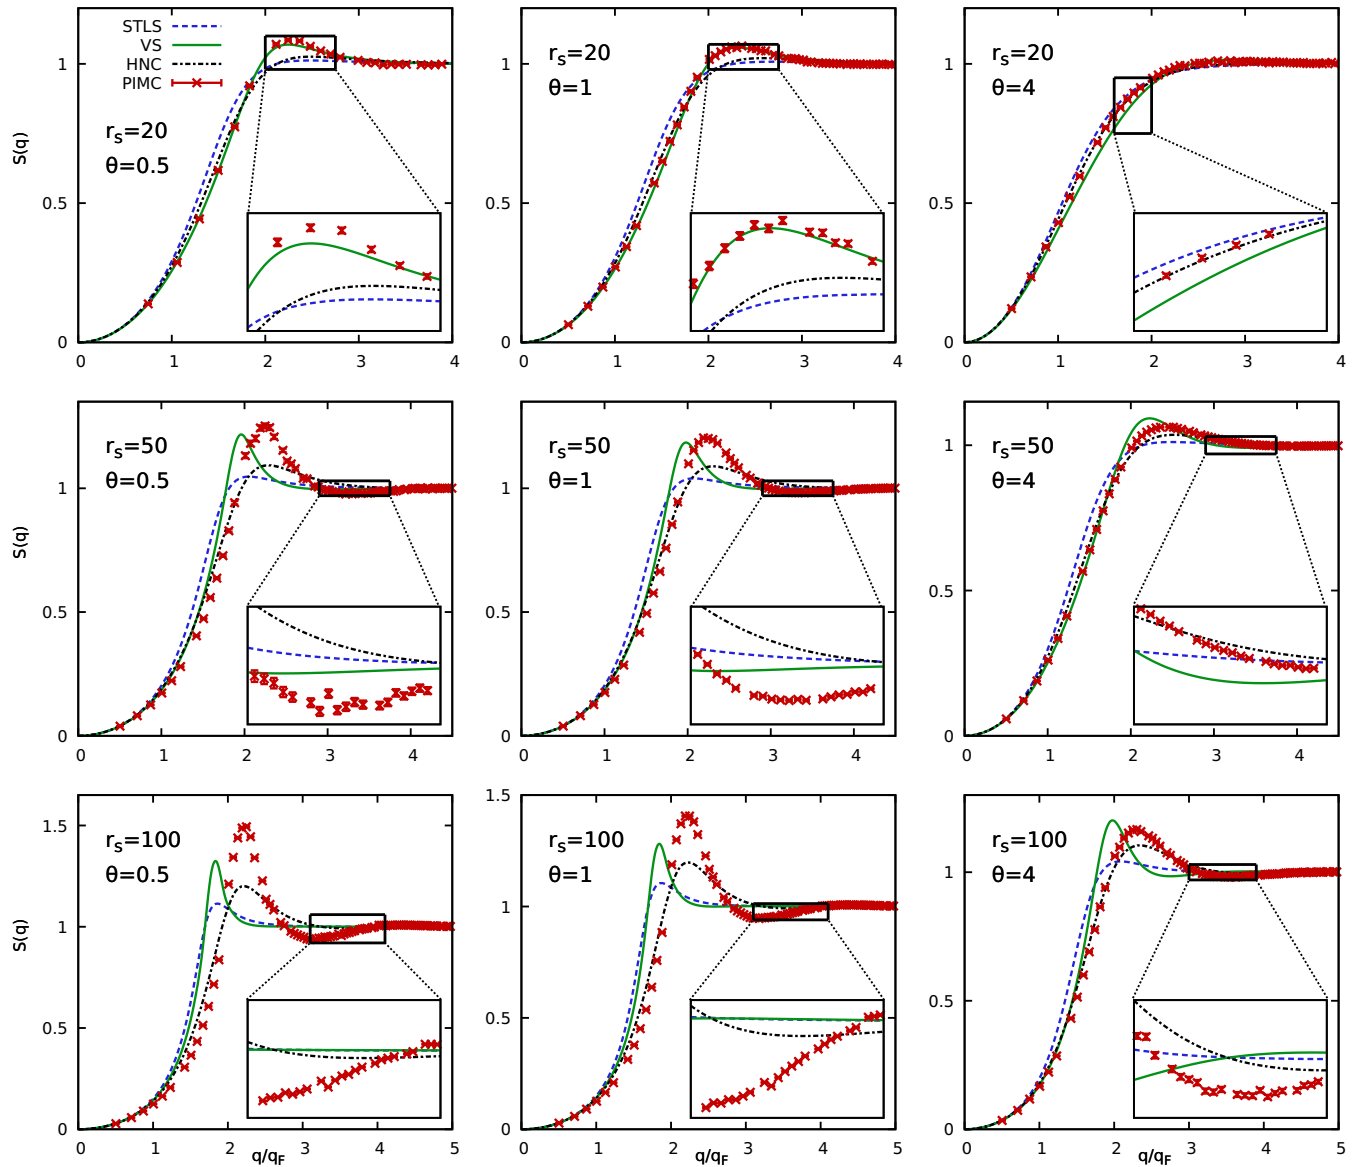 STLS
VS
HNC
PIMC
r_s=20
θ=0.5
S(q)
1
0.5
0
0 1 2 3 4
r_s=20
θ=1
1
0.5
0
0 1 2 3 4
r_s=20
θ=4
1
0.5
0
0 1 2 3 4
r_s=50
θ=0.5
S(q)
1
0.5
0
0 1 2 3 4
r_s=50
θ=1
1
0.5
0
0 1 2 3 4
r_s=50
θ=4
1
0.5
0
0 1 2 3 4
r_s=100
θ=0.5
S(q)
1.5
1
0.5
0
0 1 2 3 4 5
q/q_F
r_s=100
θ=1
1.5
1
0.5
0
0 1 2 3 4 5
q/q_F
r_s=100
θ=4
1
0.5
0
0 1 2 3 4 5
q/q_F